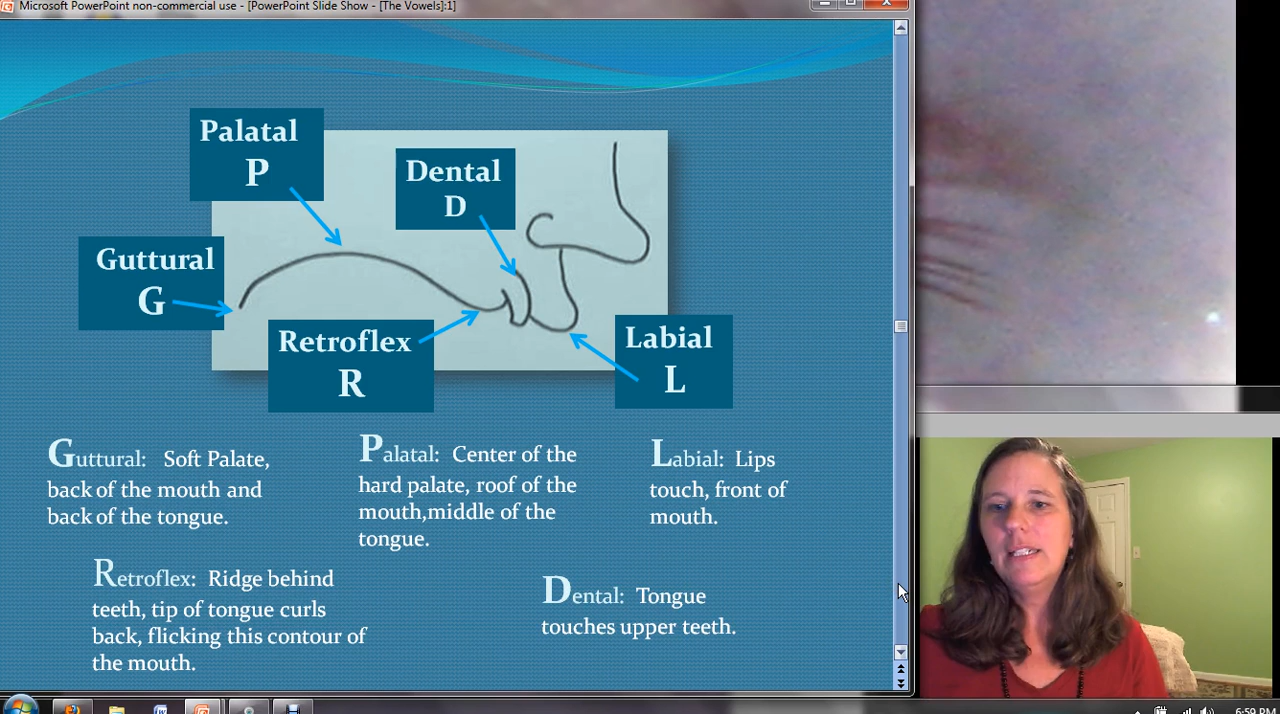 Microsoft PowerPoint non-commercial use - [PowerPoint Slide Show - [The Vowels]:1]
Palatal
P
Dental
D
Guttural
G
Retroflex
R
Labial
L
Guttural: Soft Palate,
back of the mouth and
back of the tongue.
Palatal: Center of the
hard palate, roof of the
mouth,middle of the
tongue.
Labial: Lips
touch, front of
mouth.
Retroflex: Ridge behind
teeth, tip of tongue curls
back, flicking this contour of
the mouth.
Dental: Tongue
touches upper teeth.
6:59 PM